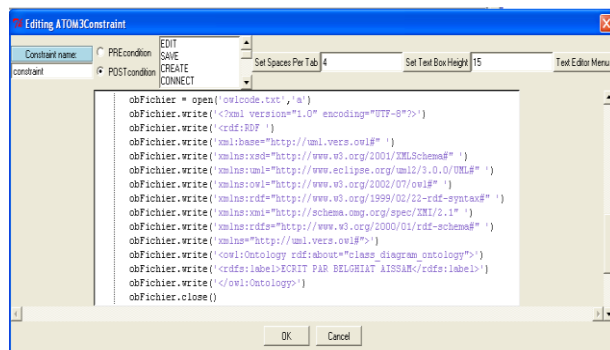 Editing ATOM3Constraint
Constraint name:
constraint
PREcondition
POSTcondition
EDIT
SAVE
CREATE
CONNECT
Set Spaces Per Tab 4
Set Text Box Height 15
Text Editor Menu
obFichier = open('owlcode.txt','a')
obFichier.write('<?xml version="1.0" encoding="UTF-8"?>')
obFichier.write('<rdf:RDF ')
obFichier.write('xml:base="http://uml.vers.owl#" ')
obFichier.write('xmlns:xsd="http://www.w3.org/2001/XMLSchema#" ')
obFichier.write('xmlns:uml="http://www.eclipse.org/uml2/3.0.0/UML#" ')
obFichier.write('xmlns:owl="http://www.w3.org/2002/07/owl#" ')
obFichier.write('xmlns:rdf="http://www.w3.org/1999/02/22-rdf-syntax#" ')
obFichier.write('xmlns:xmi="http://schema.omg.org/spec/XMI/2.1" ')
obFichier.write('xmlns:rdfs="http://www.w3.org/2000/01/rdf-schema#" ')
obFichier.write('xmlns="http://uml.vers.owl#">')
obFichier.write('<owl:Ontology rdf:about="class_diagram_ontology">')
obFichier.write('<rdfs:label>ECRIT PAR BELGHIAT AISSAM</rdfs:label>')
obFichier.write('</owl:Ontology>')
obFichier.close()
OK
Cancel